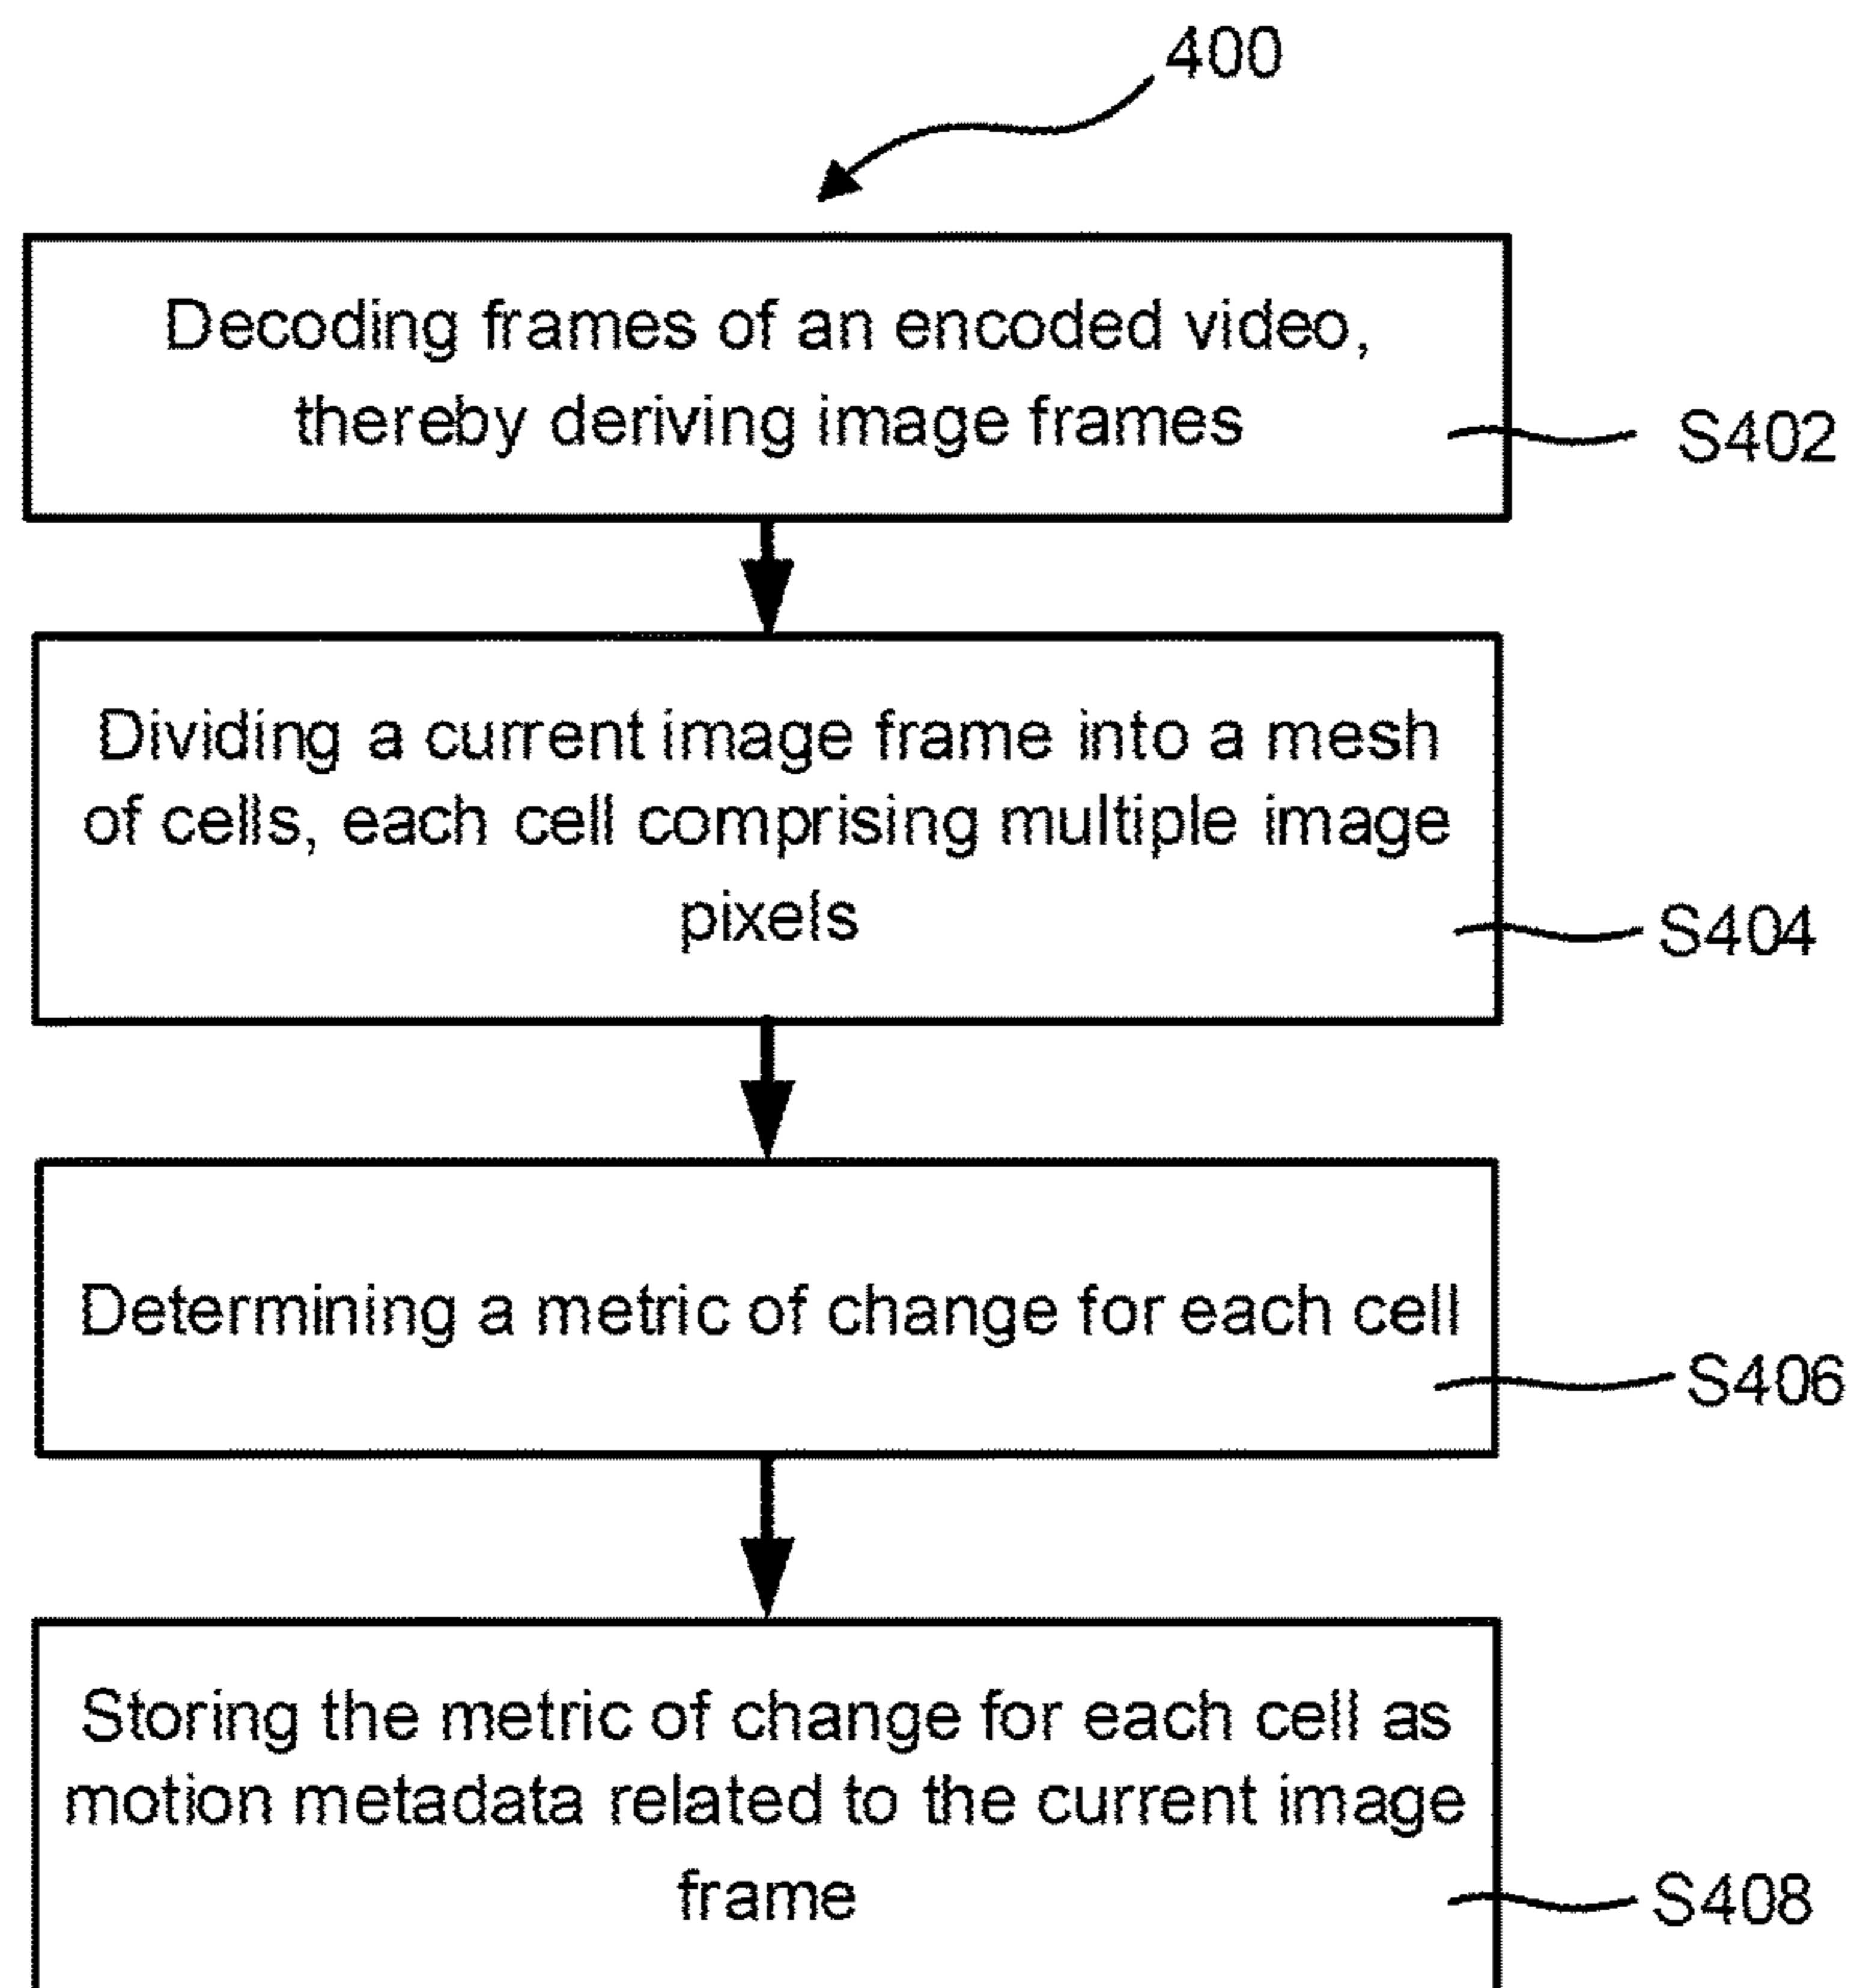 400
Decoding frames of an encoded video,
thereby deriving image frames
S402
Dividing a current image frame into a mesh
of cells, each cell comprising multiple image
pixels
S404
Determining a metric of change for each cell
S406
Storing the metric of change for each cell as
motion metadata related to the current image
frame
S408